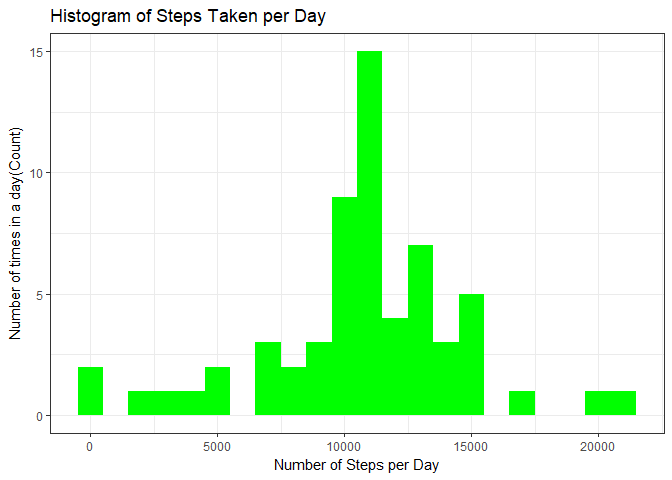 Histogram of Steps Taken per Day
Number of times in a day(Count)
15
10
5
0
0 5000 10000 15000 20000
Number of Steps per Day